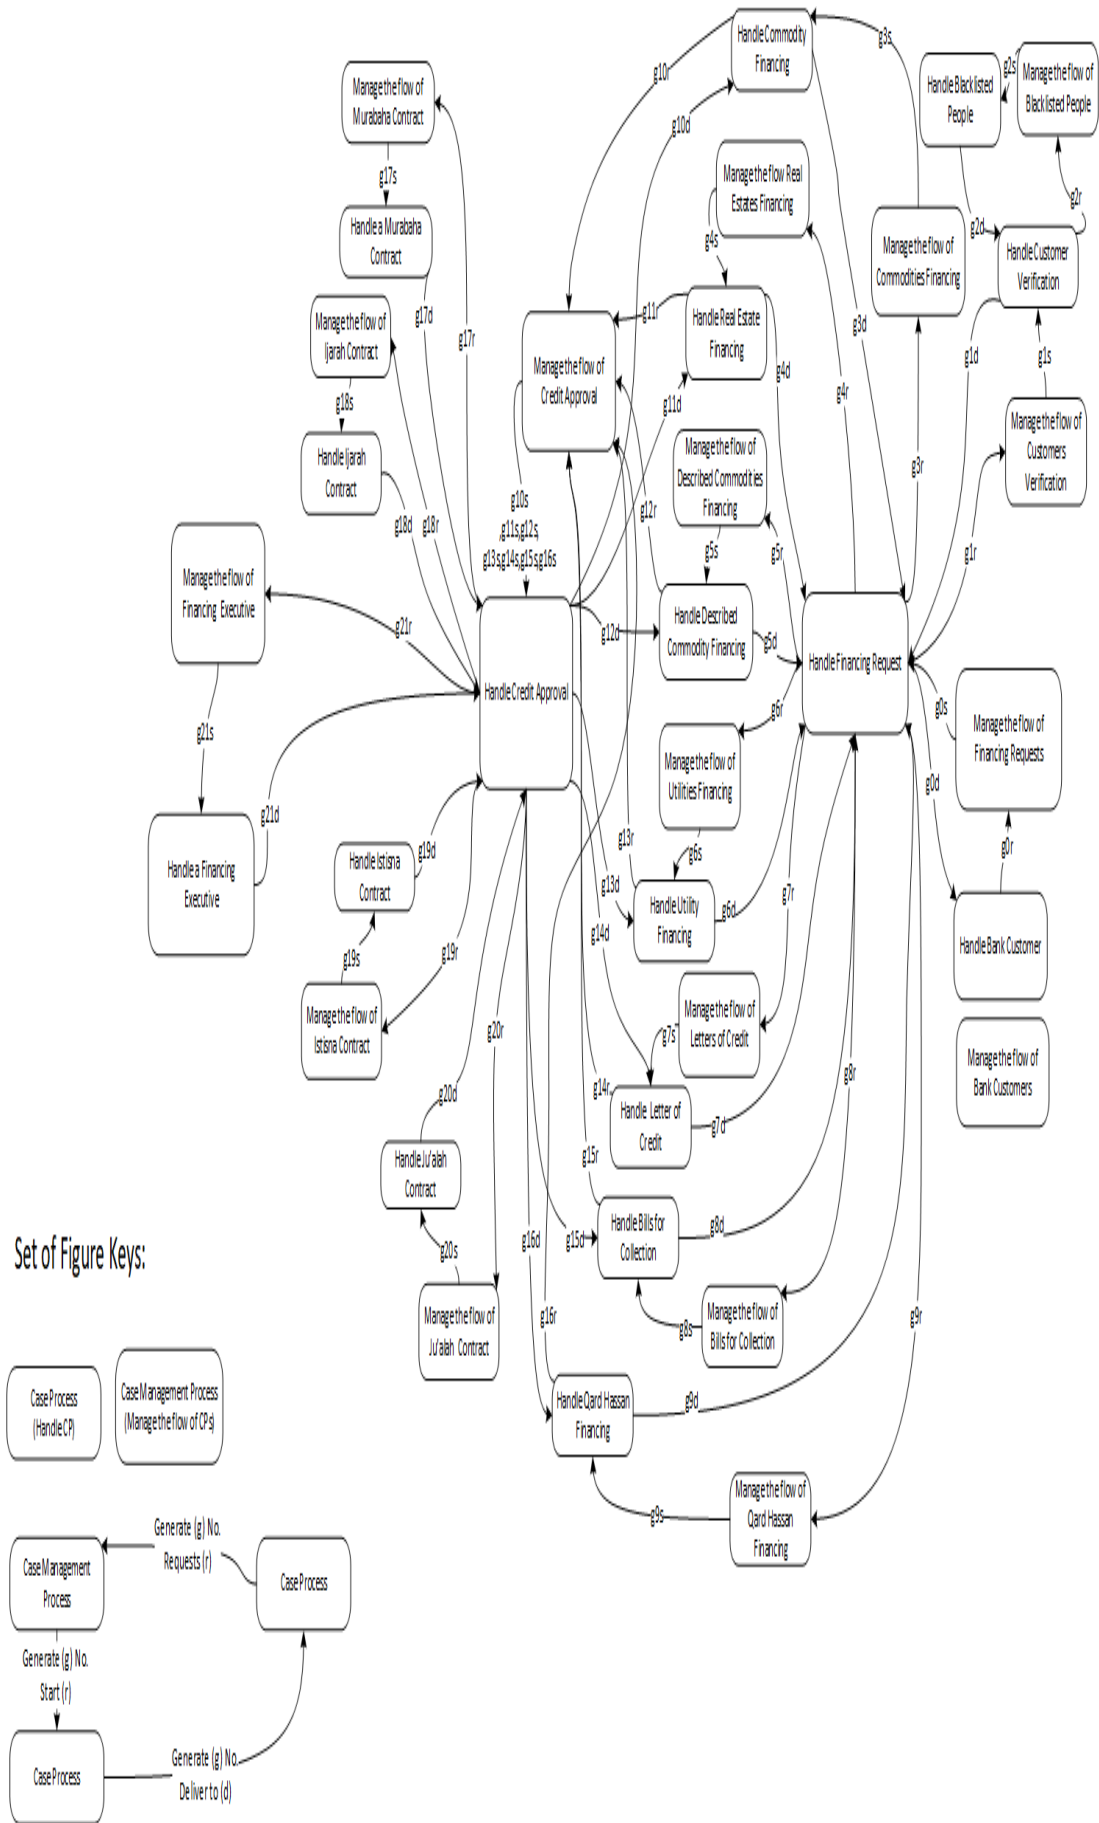 Handle Commodity
Financing
g3s
g10r
g10d
Handle Blacklisted
People
g2s
Manage the flow of
Blacklisted People
g2r
g2d
Manage the flow of
Murabaha Contract
g17s
Handle a Murabaha
Contract
g17d
g17r
Manage the flow Real
Estates Financing
g4s
Manage the flow of
Commodities Financing
Handle Customer
Verification
Manage the flow of
Ijarah Contract
g18s
Handle Ijarah
Contract
g18d
g18r
Manage the flow of
Credit Approval
g11r
Handle Real Estate
Financing
g3d
g4d
g4r
g11d
g1d
g1s
Manage the flow of
Customers
Verification
g3r
g1r
Manage the flow of
Described Commodities
Financing
g10s
,g11s,g12s,
g13s,g14s,g15s,g16s
g12r
g5s
g5r
Manage the flow of
Financing Executive
g21r
g21s
g21d
Handle a Financing
Executive
Handle Credit Approval
g12d
Handle Described
Commodity Financing
g5d
Handle Financing Request
g6r
g0s
Manage the flow of
Financing Requests
g0d
g0r
Handle Bank Customer
Manage the flow of
Bank Customers
Manage the flow of
Utilities Financing
g13r
g6s
g13d
Handle Utility
Financing
g6d
g7r
g14d
Handle Istisna
Contract
g19d
g19s
g19r
Manage the flow of
Istisna Contract
g20r
g20d
Manage the flow of
Letters of Credit
g7s
g14r
Handle Letter of
Credit
g7d
g8r
g15r
Handle Ju'alah
Contract
g20s
Manage the flow of
Ju'alah Contract
g16d
g15d
Handle Bills for
Collection
g8d
g8s
Manage the flow of
Bills for Collection
g16r
g9r
Handle Qard Hassan
Financing
g9d
g9s
Manage the flow of
Qard Hassan
Financing
Set of Figure Keys:
Case Process
(Handle CP)
Case Management Process
(Manage the flow of CPs)
Case Management
Process
Generate (g) No.
Requests (r)
Case Process
Generate (g) No.
Start (r)
Case Process
Generate (g) No.
Deliver to (d)